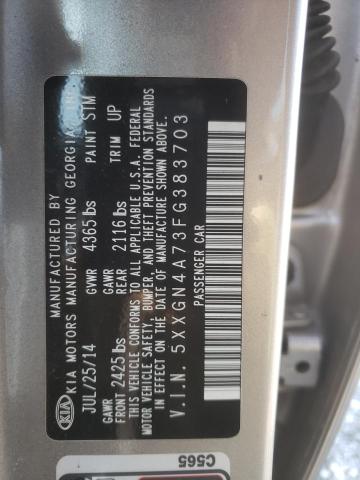 MANUFACTURED BY
KIA KIA MOTORS MANUFACTURING GEORGIA, INC.
JUL/25/14 GVWR 4365 lbs PAINT STM
GAWR FRONT 2425 lbs GAWR REAR 2116 lbs TRIM UP
THIS VEHICLE CONFORMS TO ALL APPLICABLE U.S.A. FEDERAL
MOTOR VEHICLE SAFETY, BUMPER, AND THEFT PREVENTION STANDARDS
IN EFFECT ON THE DATE OF MANUFACTURE SHOWN ABOVE.
V.I.N. 5XXGN4A73FG383703
PASSENGER CAR
C565